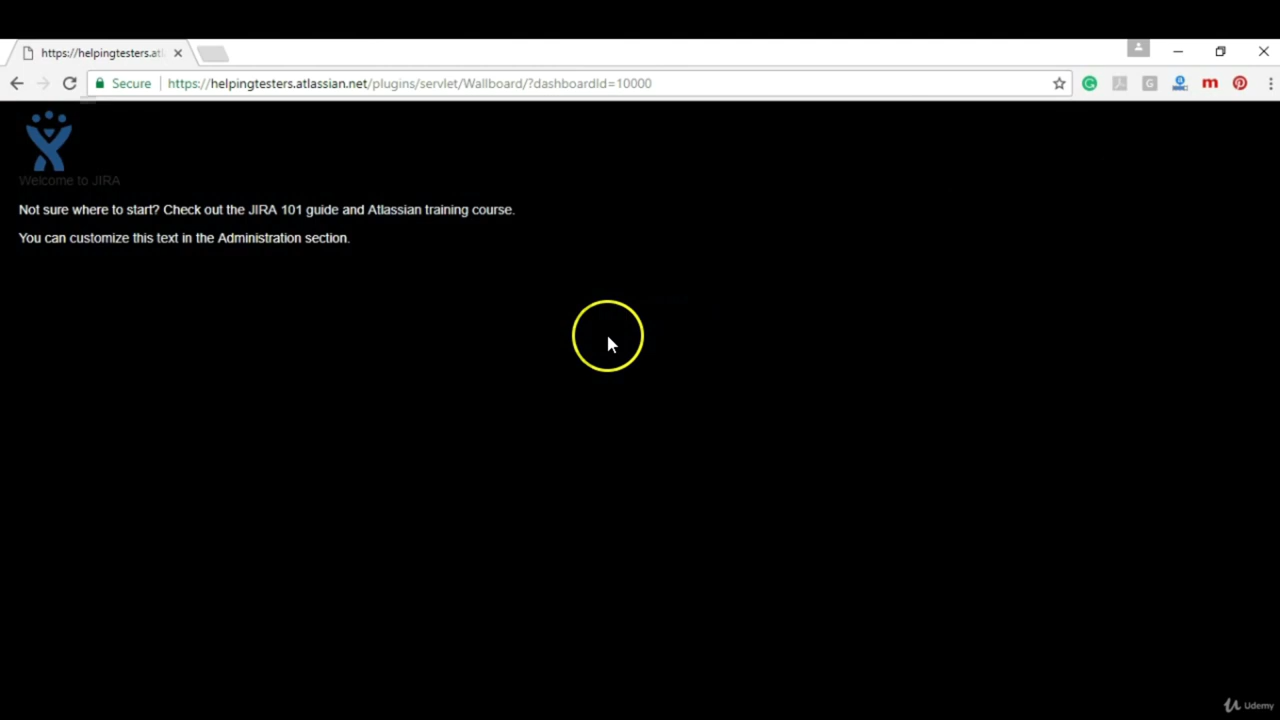 https://helpingtesters.atl
Secure
https://helpingtesters.atlassian.net/plugins/servlet/Wallboard/?dashboardId=10000
Welcome to JIRA
Not sure where to start? Check out the JIRA 101 guide and Atlassian training course.
You can customize this text in the Administration section.
Udemy